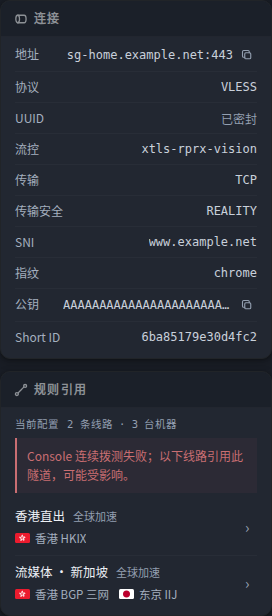 连接
地址 sg-home.example.net:443
协议 VLESS
UUID 已密封
流控 xtls-rprx-vision
传输 TCP
传输安全 REALITY
SNI www.example.net
指纹 chrome
公钥 AAAAAAAAAAAAAAAAAAAAAAA…
Short ID 6ba85179e30d4fc2
规则引用
当前配置 2 条线路 · 3 台机器
Console 连续拨测失败；以下线路引用此
隧道，可能受影响。
香港直出 全球加速
香港 HKIX
流媒体 · 新加坡 全球加速
香港 BGP 三网 东京 IIJ